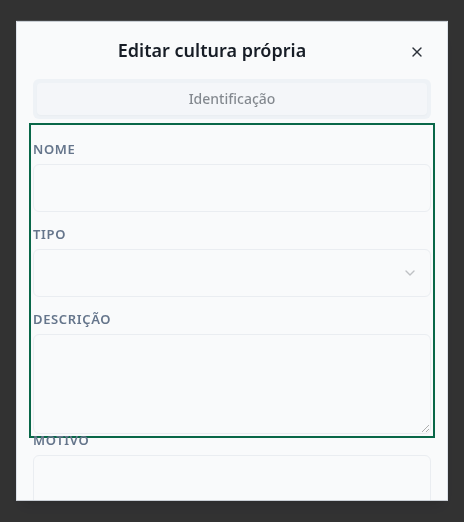 Editar cultura própria
Identificação
NOME
TIPO
DESCRIÇÃO
MOTIVO